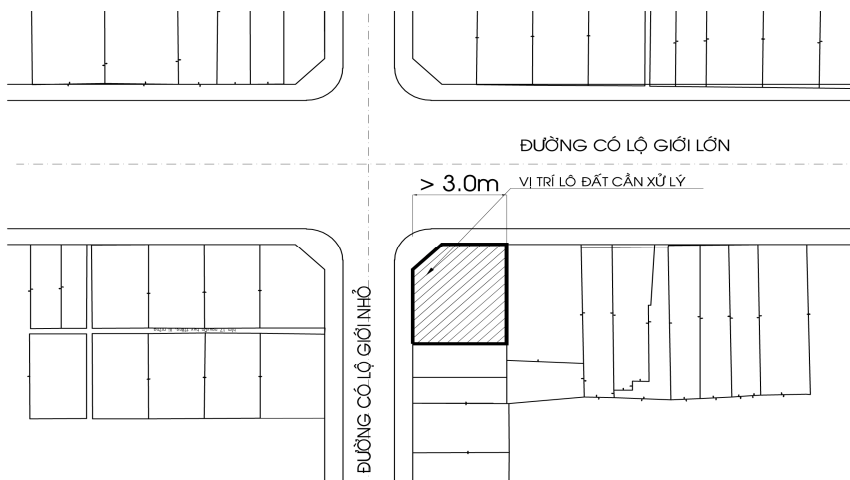 ĐƯỜNG CÓ LỘ GIỚI LỚN
> 3.0m
VỊ TRÍ LÔ ĐẤT CẦN XỬ LÝ
ĐƯỜNG CÓ LỘ GIỚI NHỎ